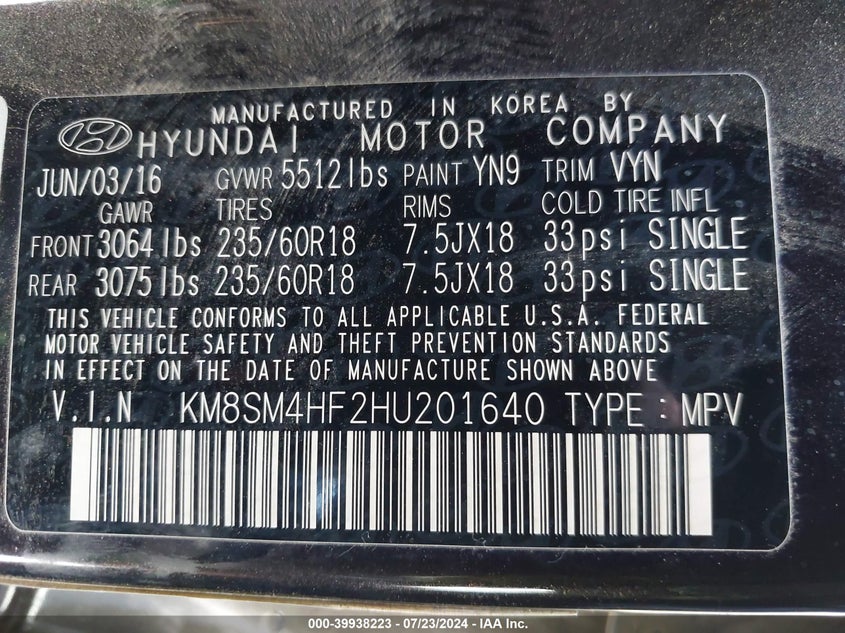 MANUFACTURED IN KOREA BY
HYUNDAI MOTOR COMPANY
JUN/03/16 GVWR 5512lbs PAINT YN9 TRIM VYN
GAWR TIRES RIMS COLD TIRE INFL
FRONT 3064lbs 235/60R18 7.5JX18 33psi SINGLE
REAR 3075lbs 235/60R18 7.5JX18 33psi SINGLE
THIS VEHICLE CONFORMS TO ALL APPLICABLE U.S.A. FEDERAL
MOTOR VEHICLE SAFETY AND THEFT PREVENTION STANDARDS
IN EFFECT ON THE DATE OF MANUFACTURE SHOWN ABOVE
V.I.N KM8SM4HF2HU201640 TYPE : MPV
000-39938223 / 07/23/2024 - IAA Inc.